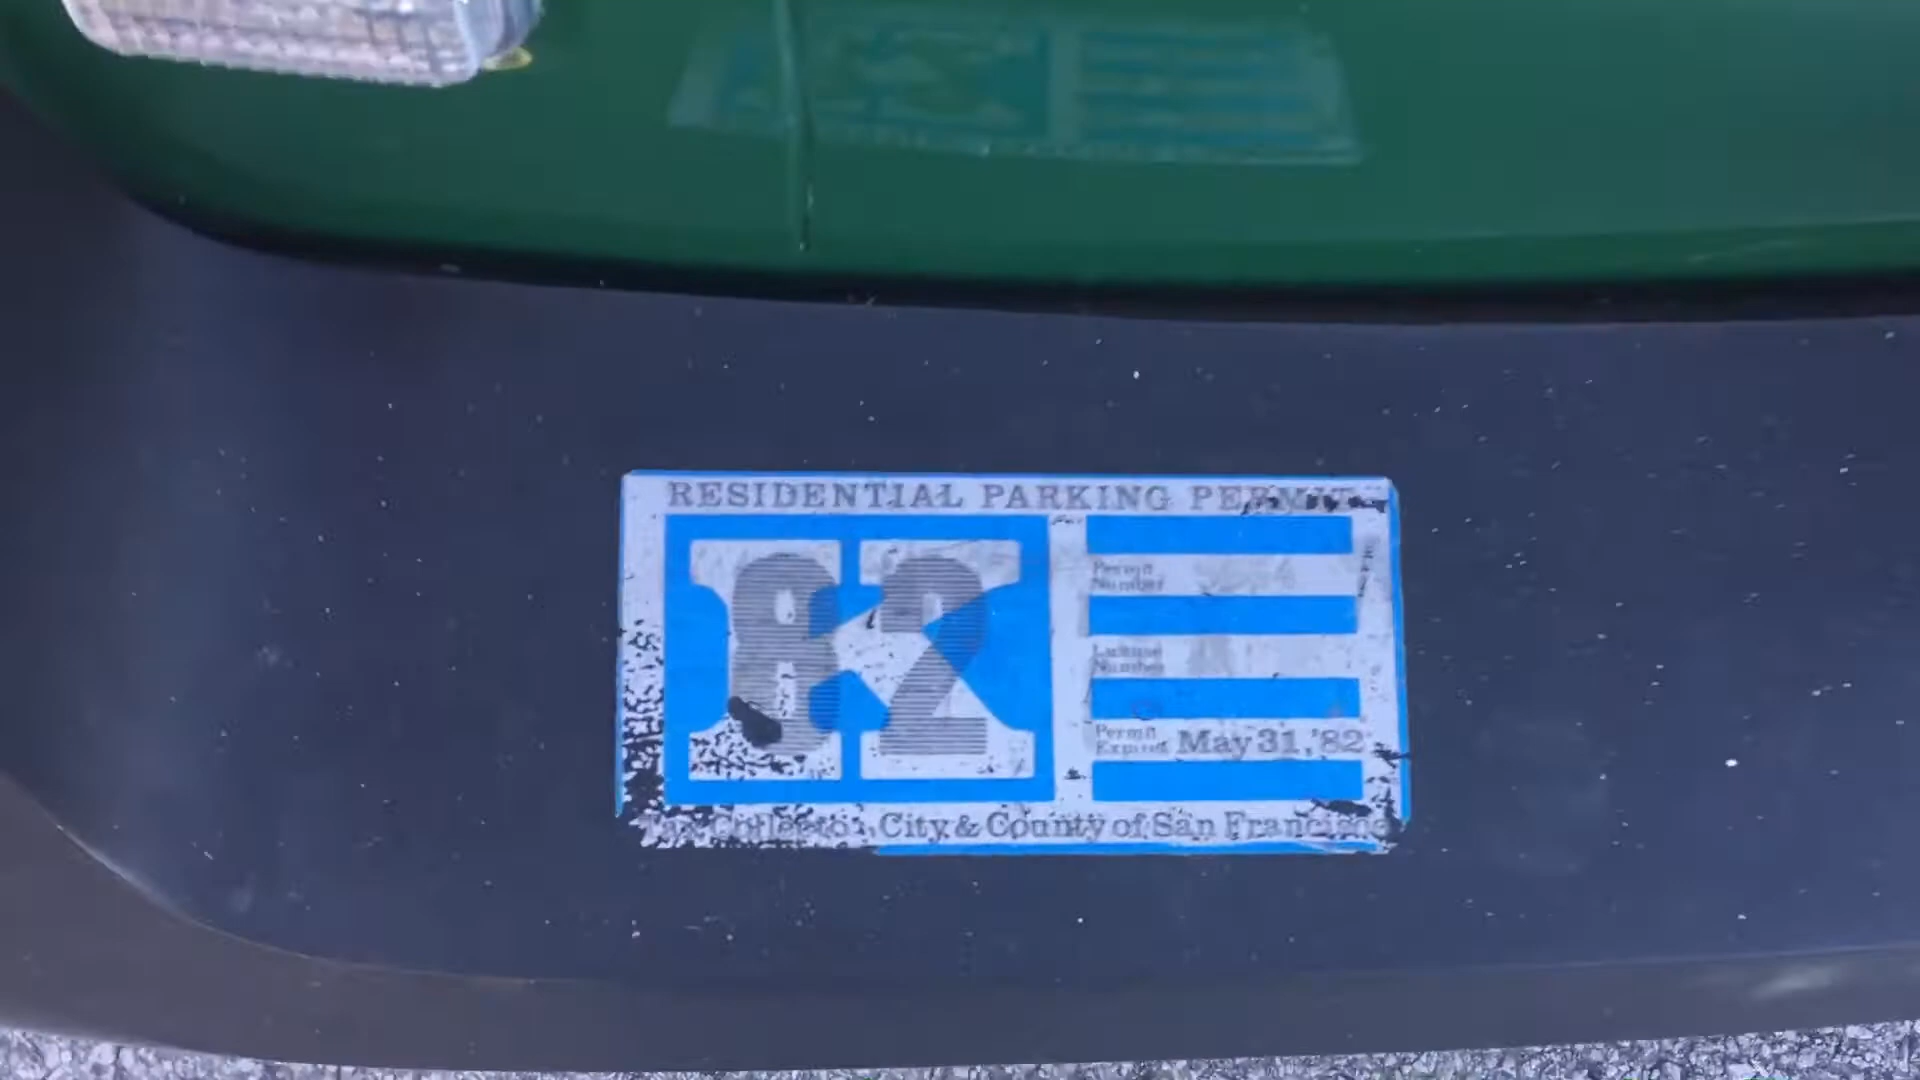 RESIDENTIAL PARKING PERMIT
K
82
Permit
Number
License
Number
Permit
Expires May 31, '82
Tax Collector, City & County of San Francisco